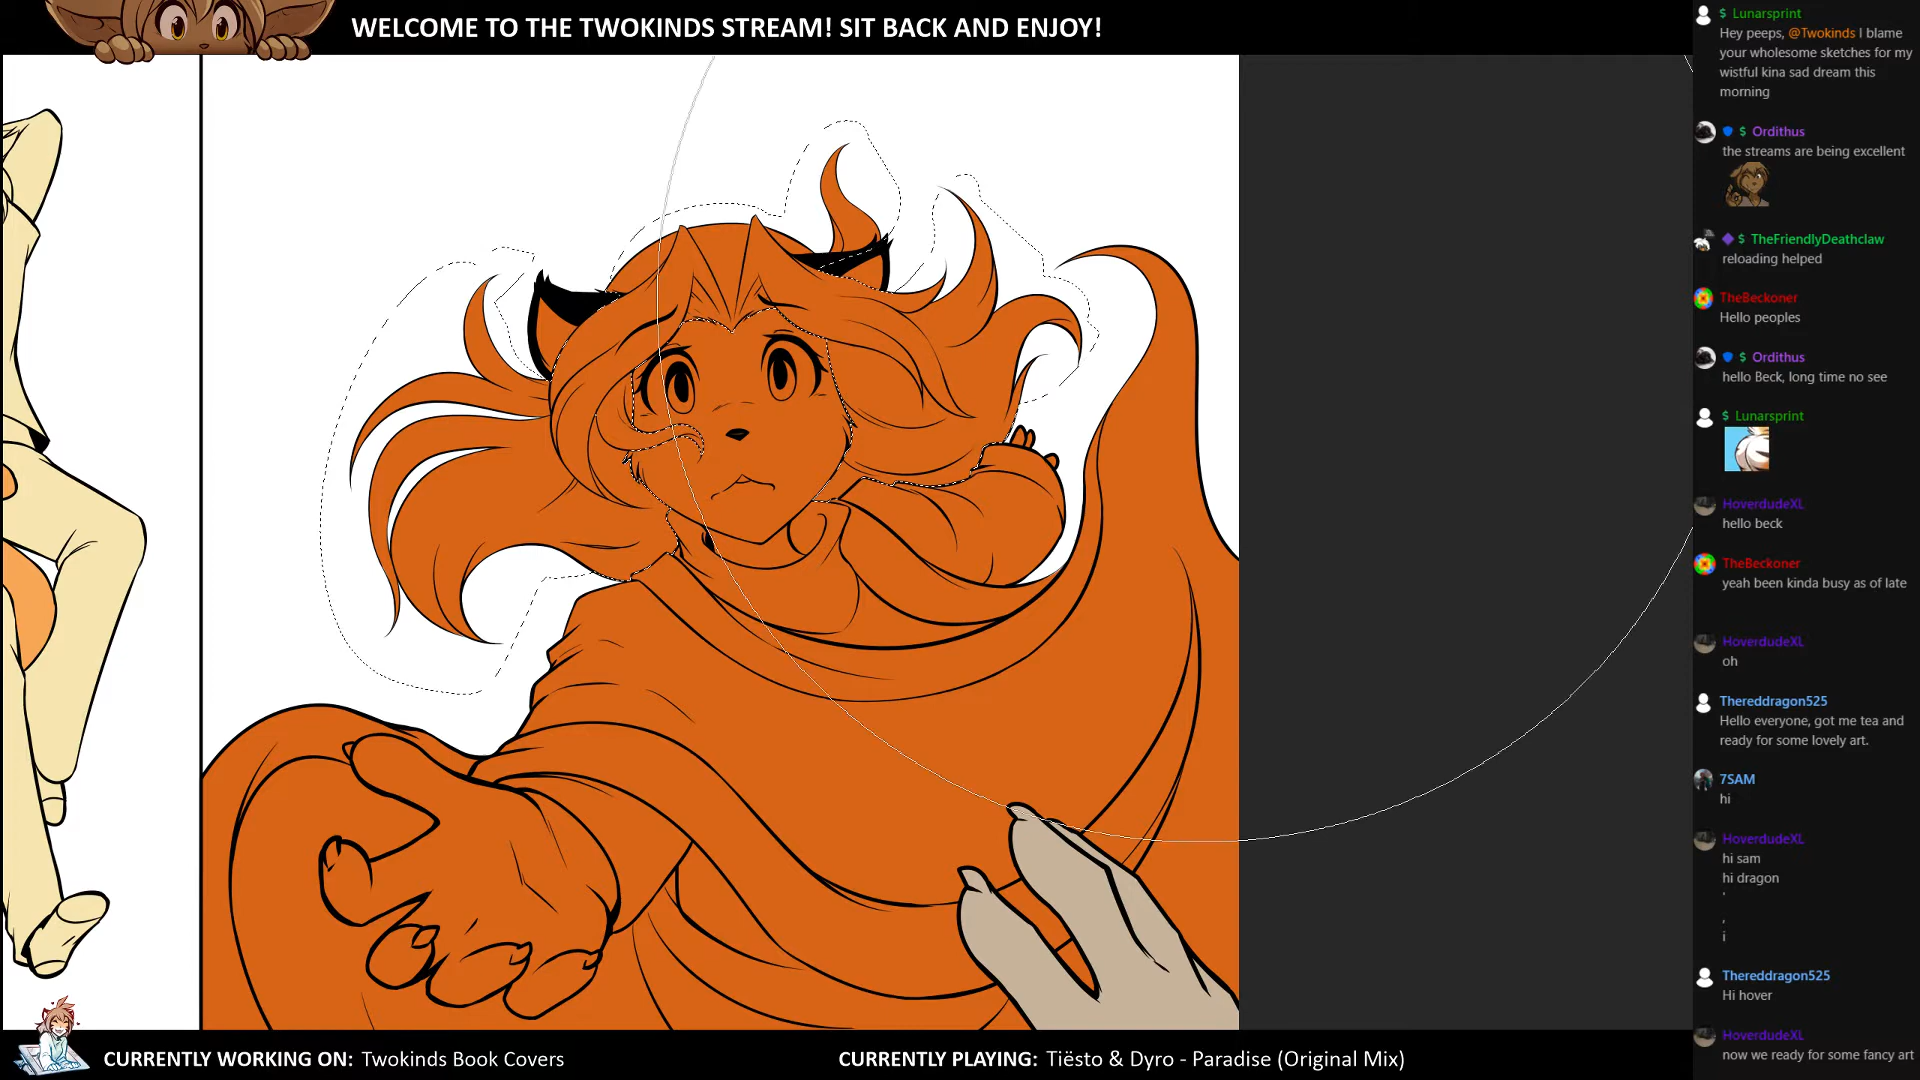 WELCOME TO THE TWOKINDS STREAM! SIT BACK AND ENJOY!
$ Lunarsprint
Hey peeps, @Twokinds I blame
your wholesome sketches for my
wistful kina sad dream this
morning
$ Ordithus
the streams are being excellent
$ TheFriendlyDeathclaw
reloading helped
TheBeckoner
Hello peoples
$ Ordithus
hello Beck, long time no see
$ Lunarsprint
HoverdudeXL
hello beck
TheBeckoner
yeah been kinda busy as of late
HoverdudeXL
oh
Thereddragon525
Hello everyone, got me tea and
ready for some lovely art.
7SAM
hi
HoverdudeXL
hi sam
hi dragon
'
,
i
Thereddragon525
Hi hover
HoverdudeXL
now we ready for some fancy art
CURRENTLY WORKING ON: Twokinds Book Covers
CURRENTLY PLAYING: Tiësto & Dyro - Paradise (Original Mix)